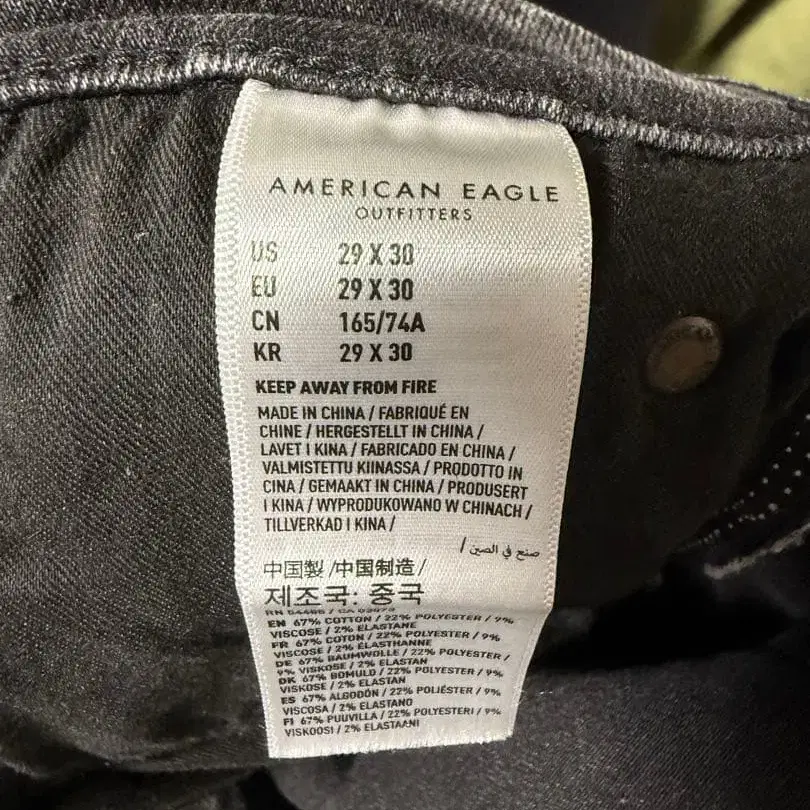 AMERICAN EAGLE
OUTFITTERS
US 29 X 30
EU 29 X 30
CN 165/74A
KR 29 X 30
KEEP AWAY FROM FIRE
MADE IN CHINA / FABRIQUÉ EN
CHINE / HERGESTELLT IN CHINA /
LAVET I KINA / FABRICADO EN CHINA /
VALMISTETTU KIINASSA / PRODOTTO IN
CINA / GEMAAKT IN CHINA / PRODUSERT
I KINA / WYPRODUKOWANO W CHINACH /
TILLVERKAD I KINA /
صنع في الصين /
中国製 /中国制造 /
제조국: 중국
RN 54485 / CA
EN 67% COTTON / 22% POLYESTER / 9%
VISCOSE / 2% ELASTANE
FR 67% COTON / 22% POLYESTER / 9%
VISCOSE / 2% ÉLASTHANNE
DE 67% BAUMWOLLE / 22% POLYESTER /
9% VISKOSE / 2% ELASTAN
DK 67% BOMULD / 22% POLYESTER / 9%
VISKOSE / 2% ELASTAN
ES 67% ALGODÓN / 22% POLIÉSTER / 9%
VISCOSA / 2% ELASTANO
FI 67% PUUVILLA / 22% POLYESTERI / 9%
VISKOOSI / 2% ELASTAANI